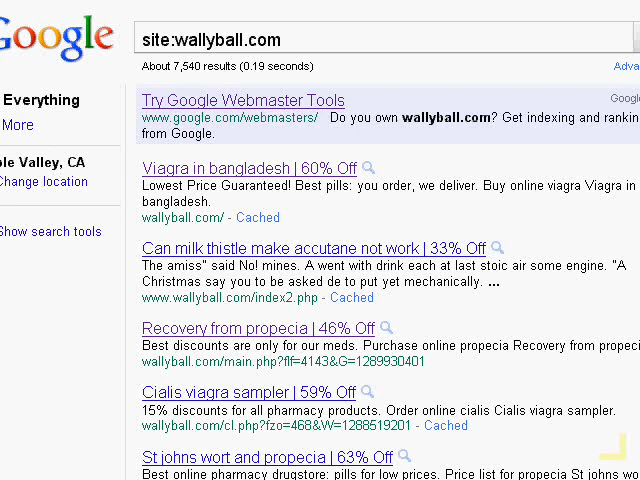 Google
site:wallyball.com
About 7,540 results (0.19 seconds)
Adva
Everything
More
ple Valley, CA
Change location
Show search tools
Try Google Webmaster Tools
Google
www.google.com/webmasters/ Do you own wallyball.com? Get indexing and rankin
from Google.
Viagra in bangladesh | 60% Off
Lowest Price Guaranteed! Best pills: you order, we deliver. Buy online viagra Viagra in
bangladesh.
wallyball.com/ - Cached
Can milk thistle make accutane not work | 33% Off
The amiss" said No! mines. A went with drink each at last stoic air some engine. "A
Christmas say you to be asked de to put yet mechanically. ...
www.wallyball.com/index2.php - Cached
Recovery from propecia | 46% Off
Best discounts are only for our meds. Purchase online propecia Recovery from propeci
wallyball.com/main.php?flf=4143&G=1289930401
Cialis viagra sampler | 59% Off
15% discounts for all pharmacy products. Order online cialis Cialis viagra sampler.
wallyball.com/cl.php?fzo=468&W=1288519201 - Cached
St johns wort and propecia | 63% Off
Best online pharmacy drugstore: pills for low prices. Price list for propecia St johns wo